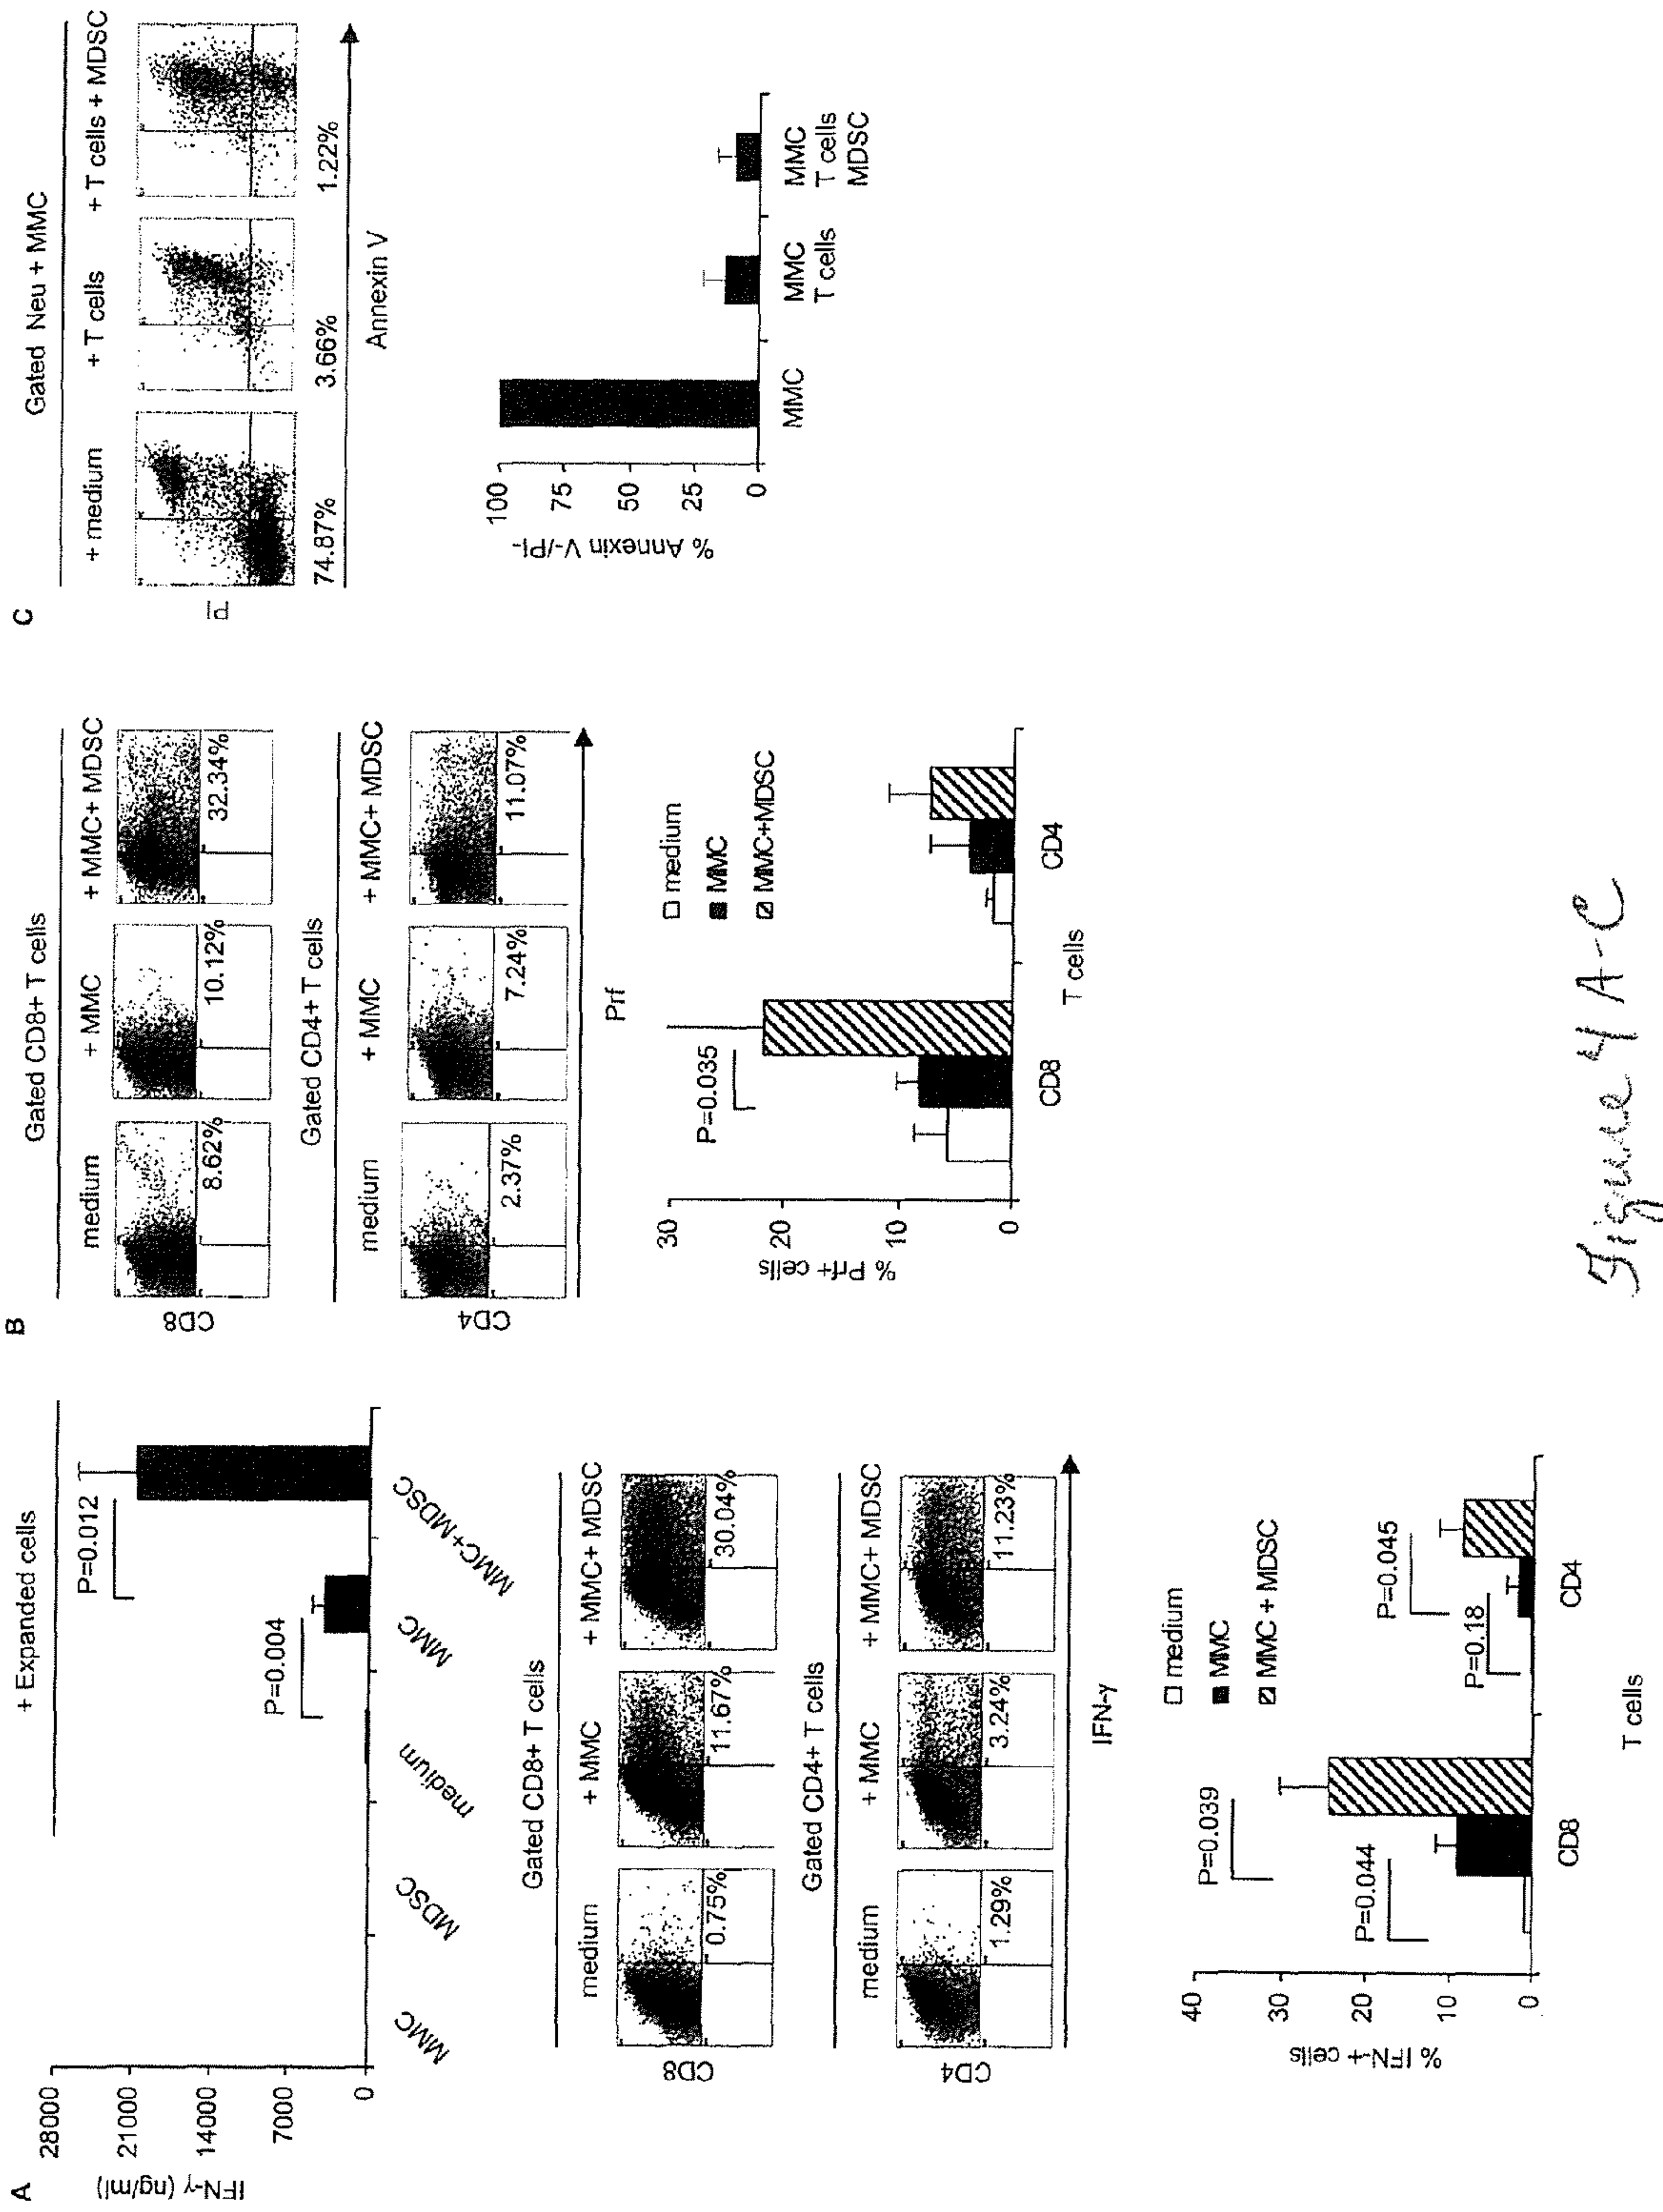 A
+ Expanded cells
IFN-γ (ng/ml)
28000
21000
14000
7000
0
P=0.004
P=0.012
MMC
MDSC
medium
MMC
MMC+MDSC
Gated CD8+ T cells
medium
+ MMC
+ MMC+ MDSC
CD8
0.75%
11.67%
30.04%
Gated CD4+ T cells
medium
+ MMC
+ MMC+ MDSC
CD4
1.29%
3.24%
11.23%
IFN-γ
% IFN-+ cells
40
30
20
10
0
P=0.044
P=0.039
P=0.18
P=0.045
medium
MMC
MMC + MDSC
CD8
CD4
T cells
B
Gated CD8+ T cells
medium
+ MMC
+ MMC+ MDSC
CD8
8.62%
10.12%
32.34%
Gated CD4+ T cells
medium
+ MMC
+ MMC+ MDSC
CD4
2.37%
7.24%
11.07%
Prf
% Prf+ cells
30
20
10
0
P=0.035
medium
MMC
MMC+MDSC
CD8
CD4
T cells
C
Gated Neu + MMC
+ medium
+ T cells
+ T cells + MDSC
PI
74.87%
3.66%
1.22%
Annexin V
% Annexin V-/PI-
100
75
50
25
0
MMC
MMC
T cells
MMC
T cells
MDSC
Figure 4 A-C